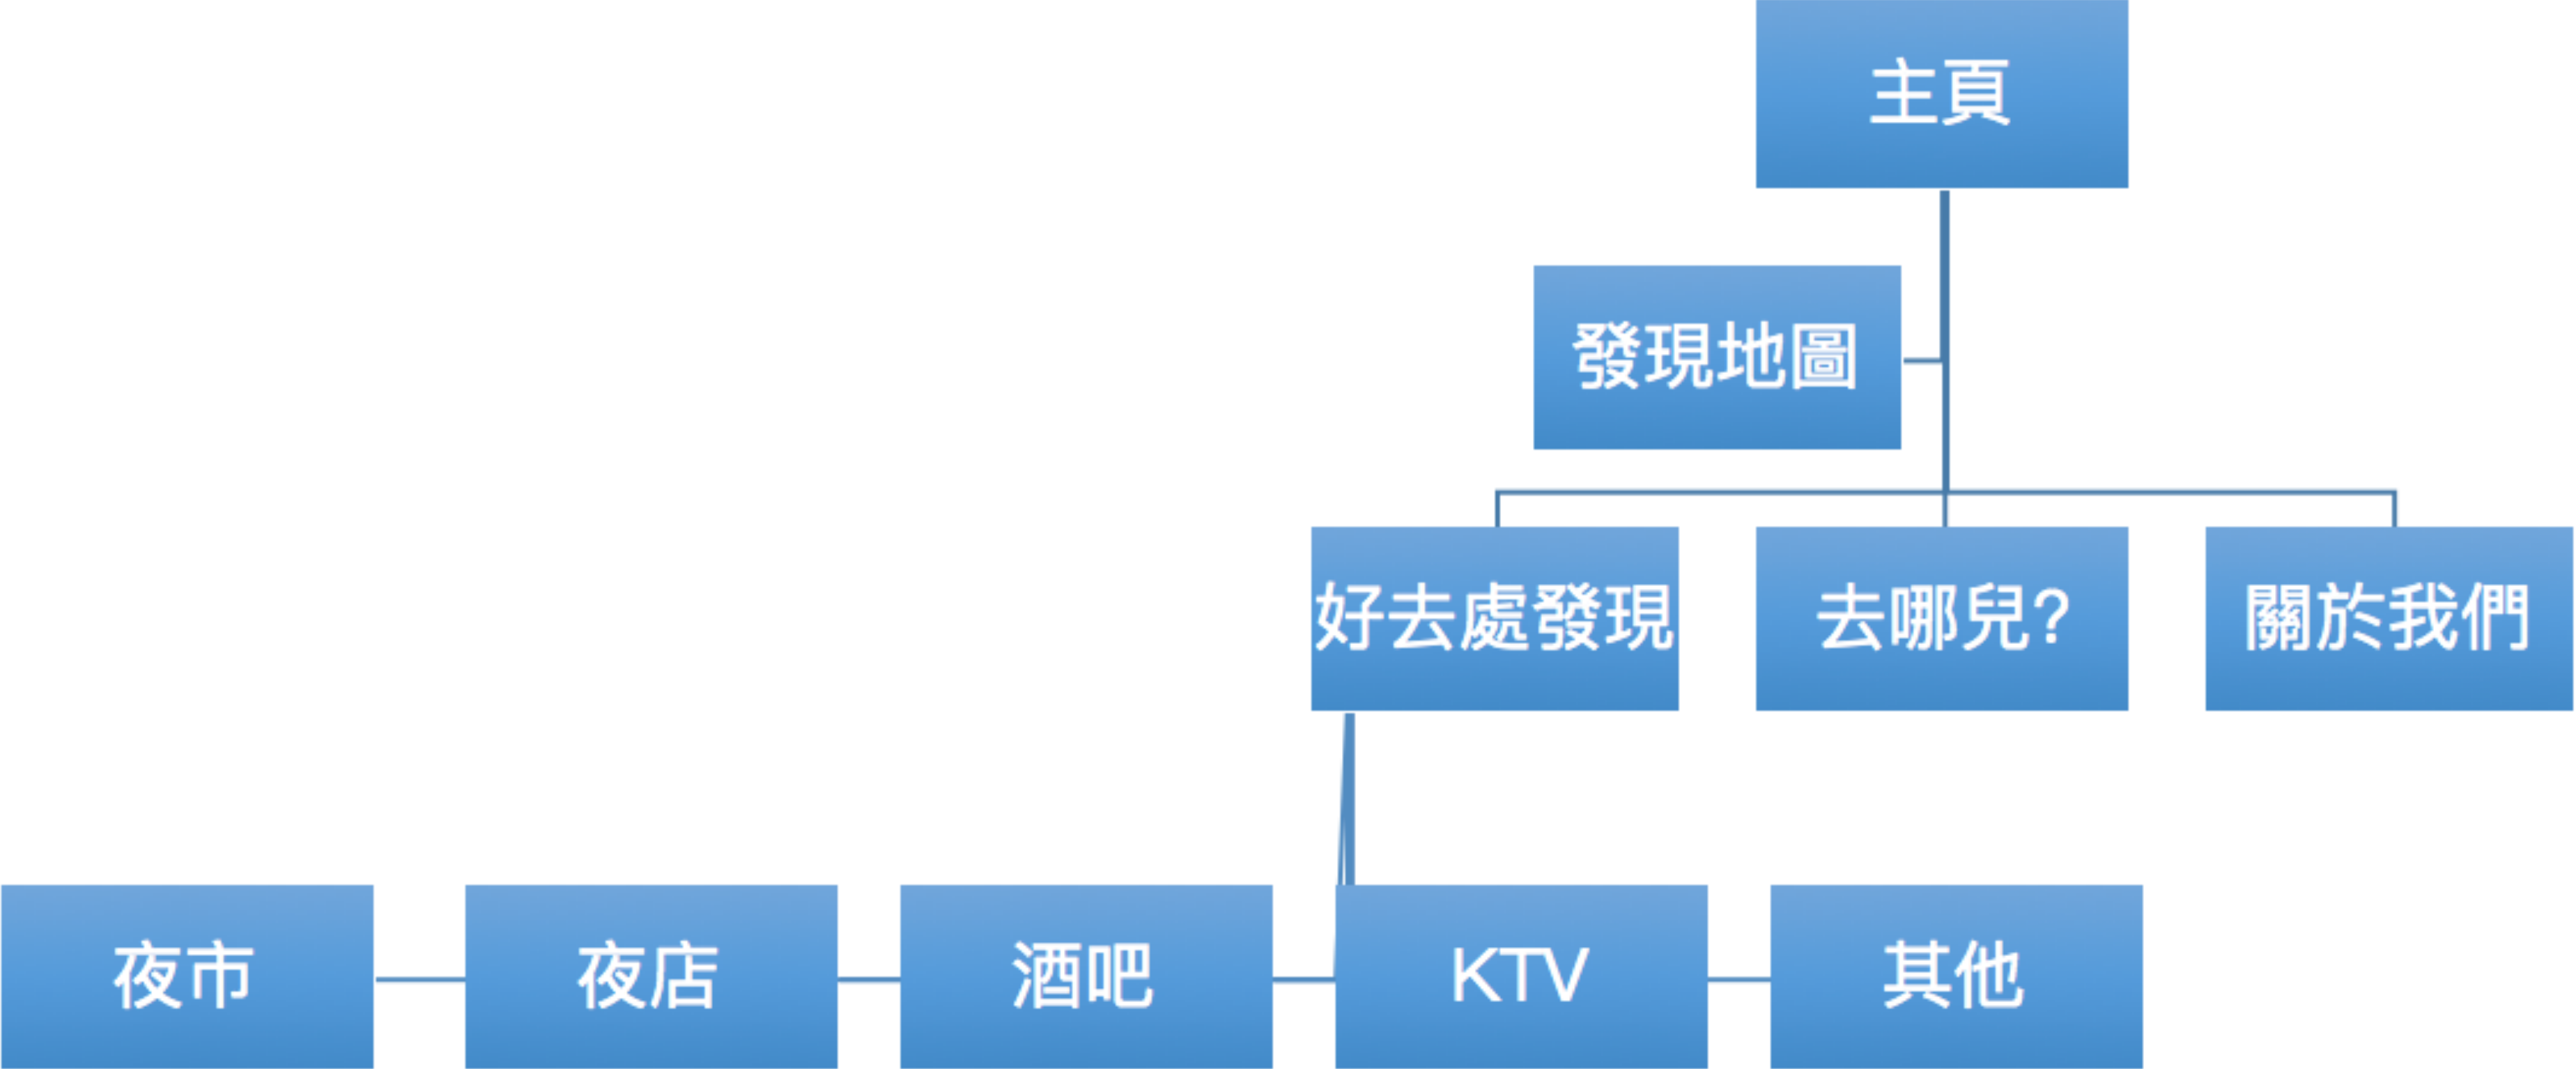 主頁
發現地圖
好去處發現
去哪兒?
關於我們
夜市
夜店
酒吧
KTV
其他